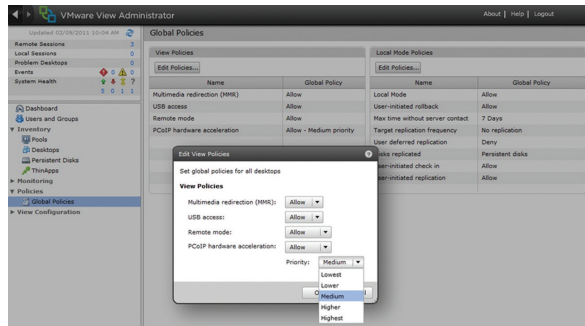 VMware View Administrator
About | Help | Logout
Updated 03/09/2011 10:04 AM
Remote Sessions 3
Local Sessions 0
Problem Desktops 0
Events 0 0
System Health
5 0 1 1
Dashboard
Users and Groups
Inventory
Pools
Desktops
Persistent Disks
ThinApps
Monitoring
Policies
Global Policies
View Configuration
Global Policies
View Policies
Edit Policies...
Name Global Policy
Multimedia redirection (MMR) Allow
USB access Allow
Remote mode Allow
PCoIP hardware acceleration Allow - Medium priority
Local Mode Policies
Edit Policies...
Name Global Policy
Local Mode Allow
User-initiated rollback Allow
Max time without server contact 7 Days
Target replication frequency No replication
User deferred replication Deny
Disks replicated Persistent disks
User-initiated check in Allow
User-initiated replication Allow
Edit View Policies ?
Set global policies for all desktops
View Policies
Multimedia redirection (MMR): Allow
USB access: Allow
Remote mode: Allow
PCoIP hardware acceleration: Allow
Priority: Medium
Lowest
Lower
Medium
Higher
Highest